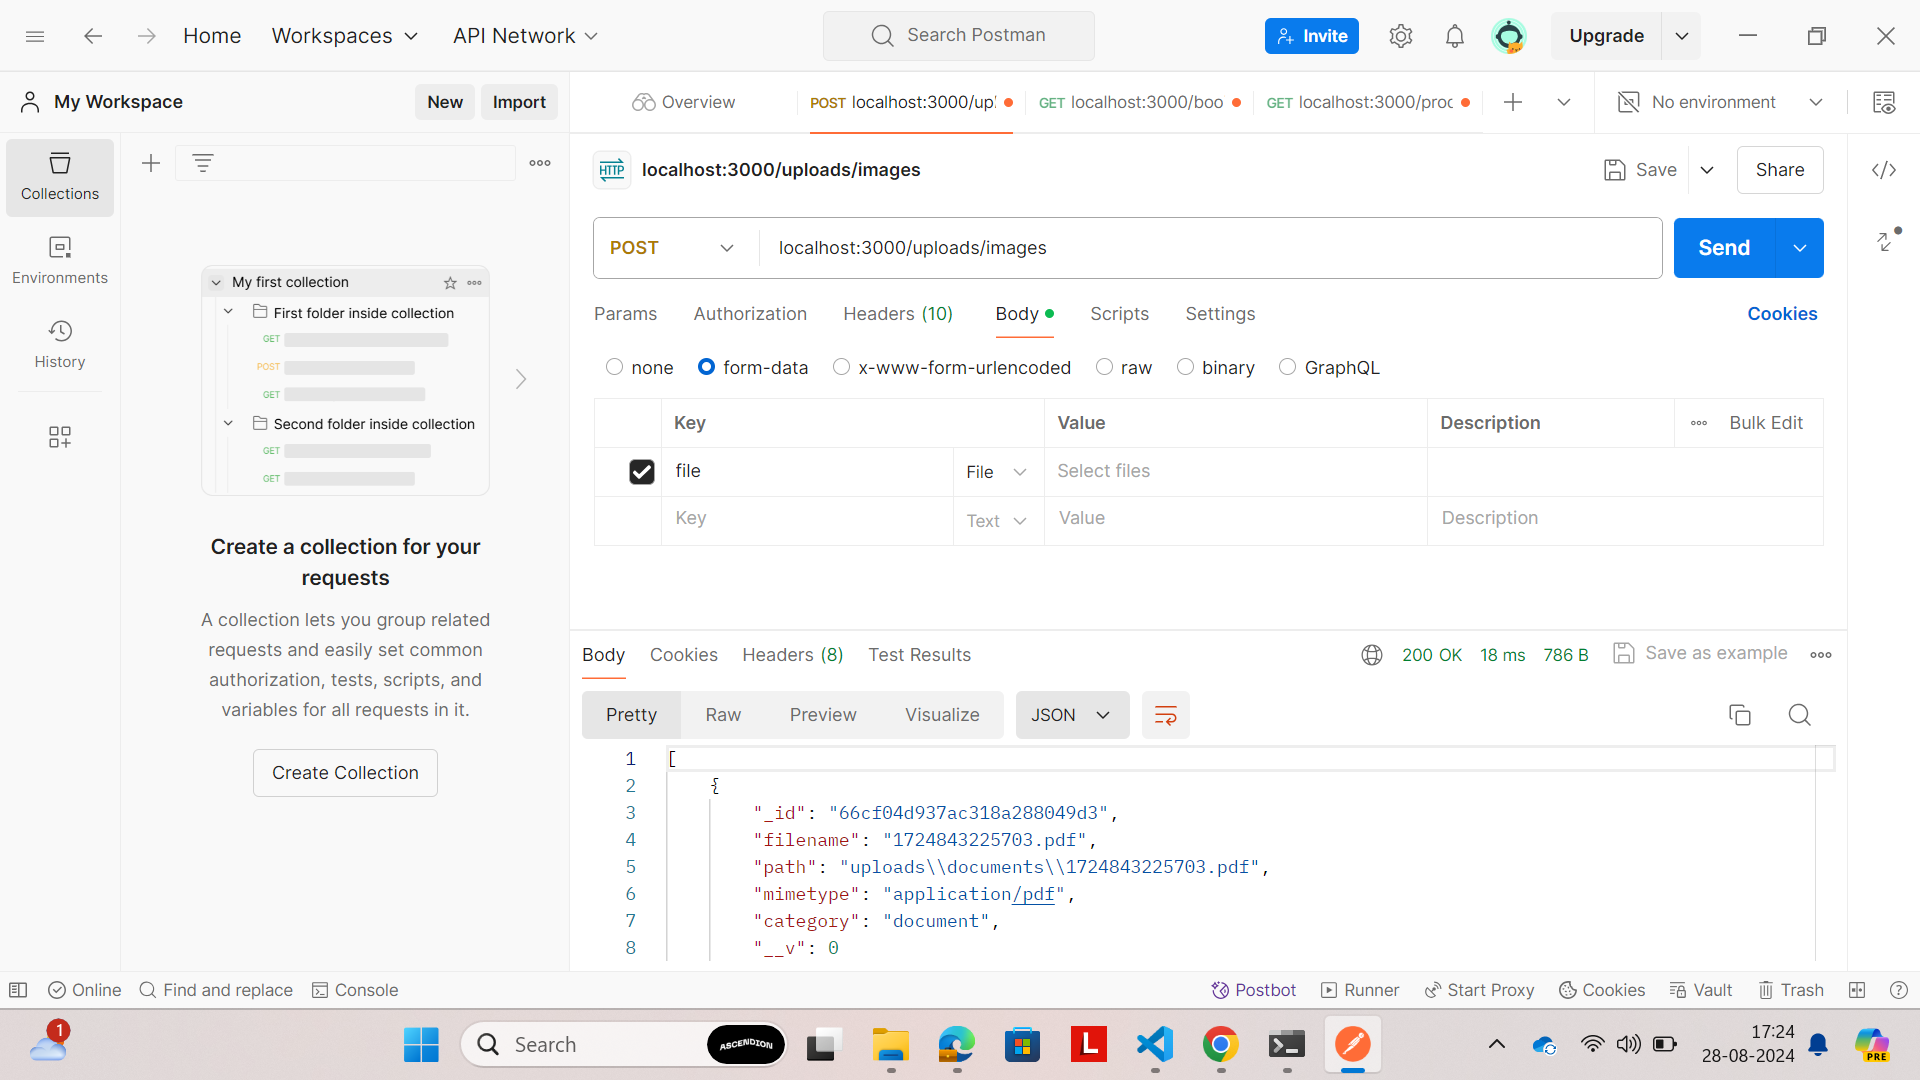 Home
Workspaces
API Network
Search Postman
Invite
Upgrade
My Workspace
New
Import
Overview
POST localhost:3000/upl
GET localhost:3000/boo
GET localhost:3000/proc
No environment
Collections
Environments
History
HTTP
localhost:3000/uploads/images
Save
Share
POST
localhost:3000/uploads/images
Send
Params
Authorization
Headers (10)
Body
Scripts
Settings
Cookies
none
form-data
x-www-form-urlencoded
raw
binary
GraphQL
Key
Value
Description
Bulk Edit
file
File
Select files
Key
Text
Value
Description
My first collection
First folder inside collection
GET
POST
GET
Second folder inside collection
GET
GET
Create a collection for your
requests
A collection lets you group related
requests and easily set common
authorization, tests, scripts, and
variables for all requests in it.
Create Collection
Body
Cookies
Headers (8)
Test Results
200 OK
18 ms
786 B
Save as example
Pretty
Raw
Preview
Visualize
JSON
1 [
2 {
3 "_id": "66cf04d937ac318a288049d3",
4 "filename": "1724843225703.pdf",
5 "path": "uploads\\documents\\1724843225703.pdf",
6 "mimetype": "application/pdf",
7 "category": "document",
8 "__v": 0
Online
Find and replace
Console
Postbot
Runner
Start Proxy
Cookies
Vault
Trash
1
Search
ASCENDION
L
17:24
28-08-2024
PRE